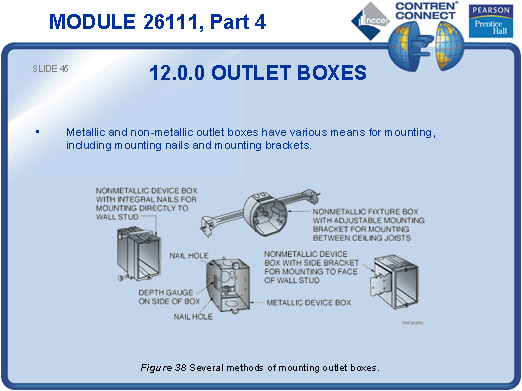 MODULE 26111, Part 4
nccer
CONTREN®
CONNECT
PEARSON
Prentice
Hall
SLIDE 45
12.0.0 OUTLET BOXES
• Metallic and non-metallic outlet boxes have various means for mounting,
including mounting nails and mounting brackets.
NONMETALLIC DEVICE BOX
WITH INTEGRAL NAILS FOR
MOUNTING DIRECTLY TO
WALL STUD
NONMETALLIC FIXTURE BOX
WITH ADJUSTABLE MOUNTING
BRACKET FOR MOUNTING
BETWEEN CEILING JOISTS
NAIL HOLE
NONMETALLIC DEVICE
BOX WITH SIDE BRACKET
FOR MOUNTING TO FACE
OF WALL STUD
DEPTH GAUGE
ON SIDE OF BOX
METALLIC DEVICE BOX
NAIL HOLE
Figure 38 Several methods of mounting outlet boxes.